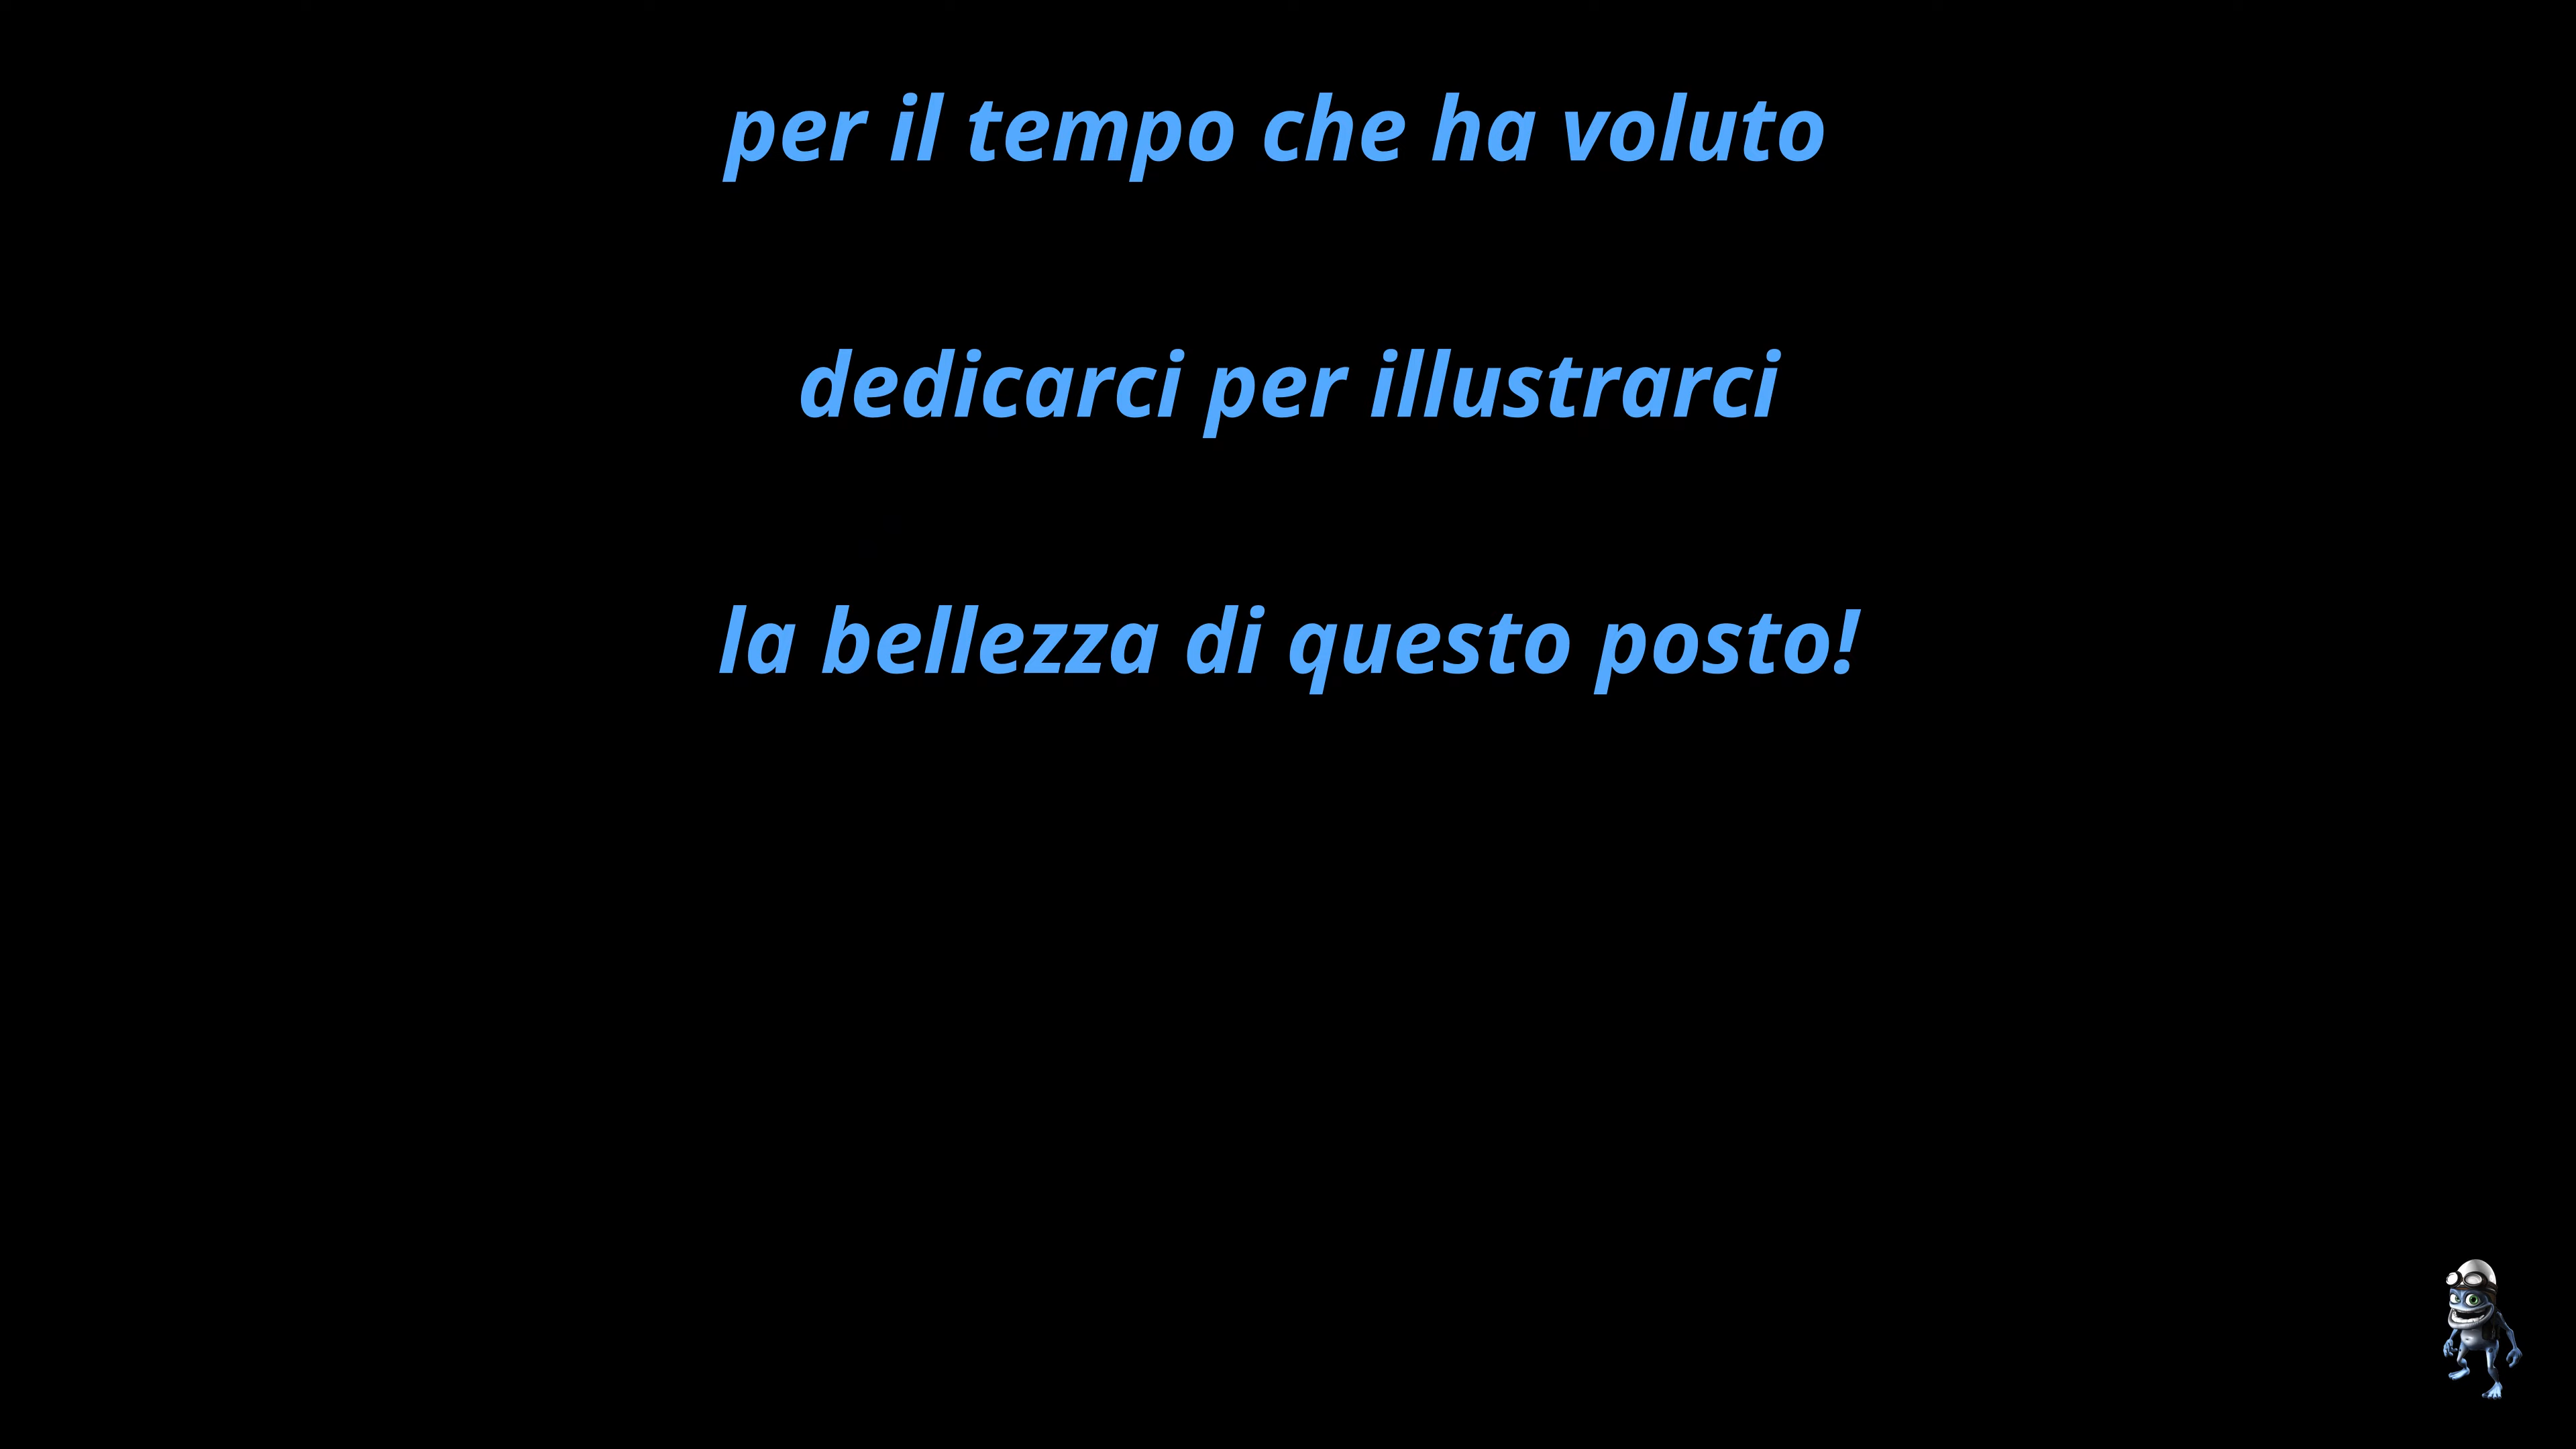 per il tempo che ha voluto
dedicarci per illustrarci
la bellezza di questo posto!